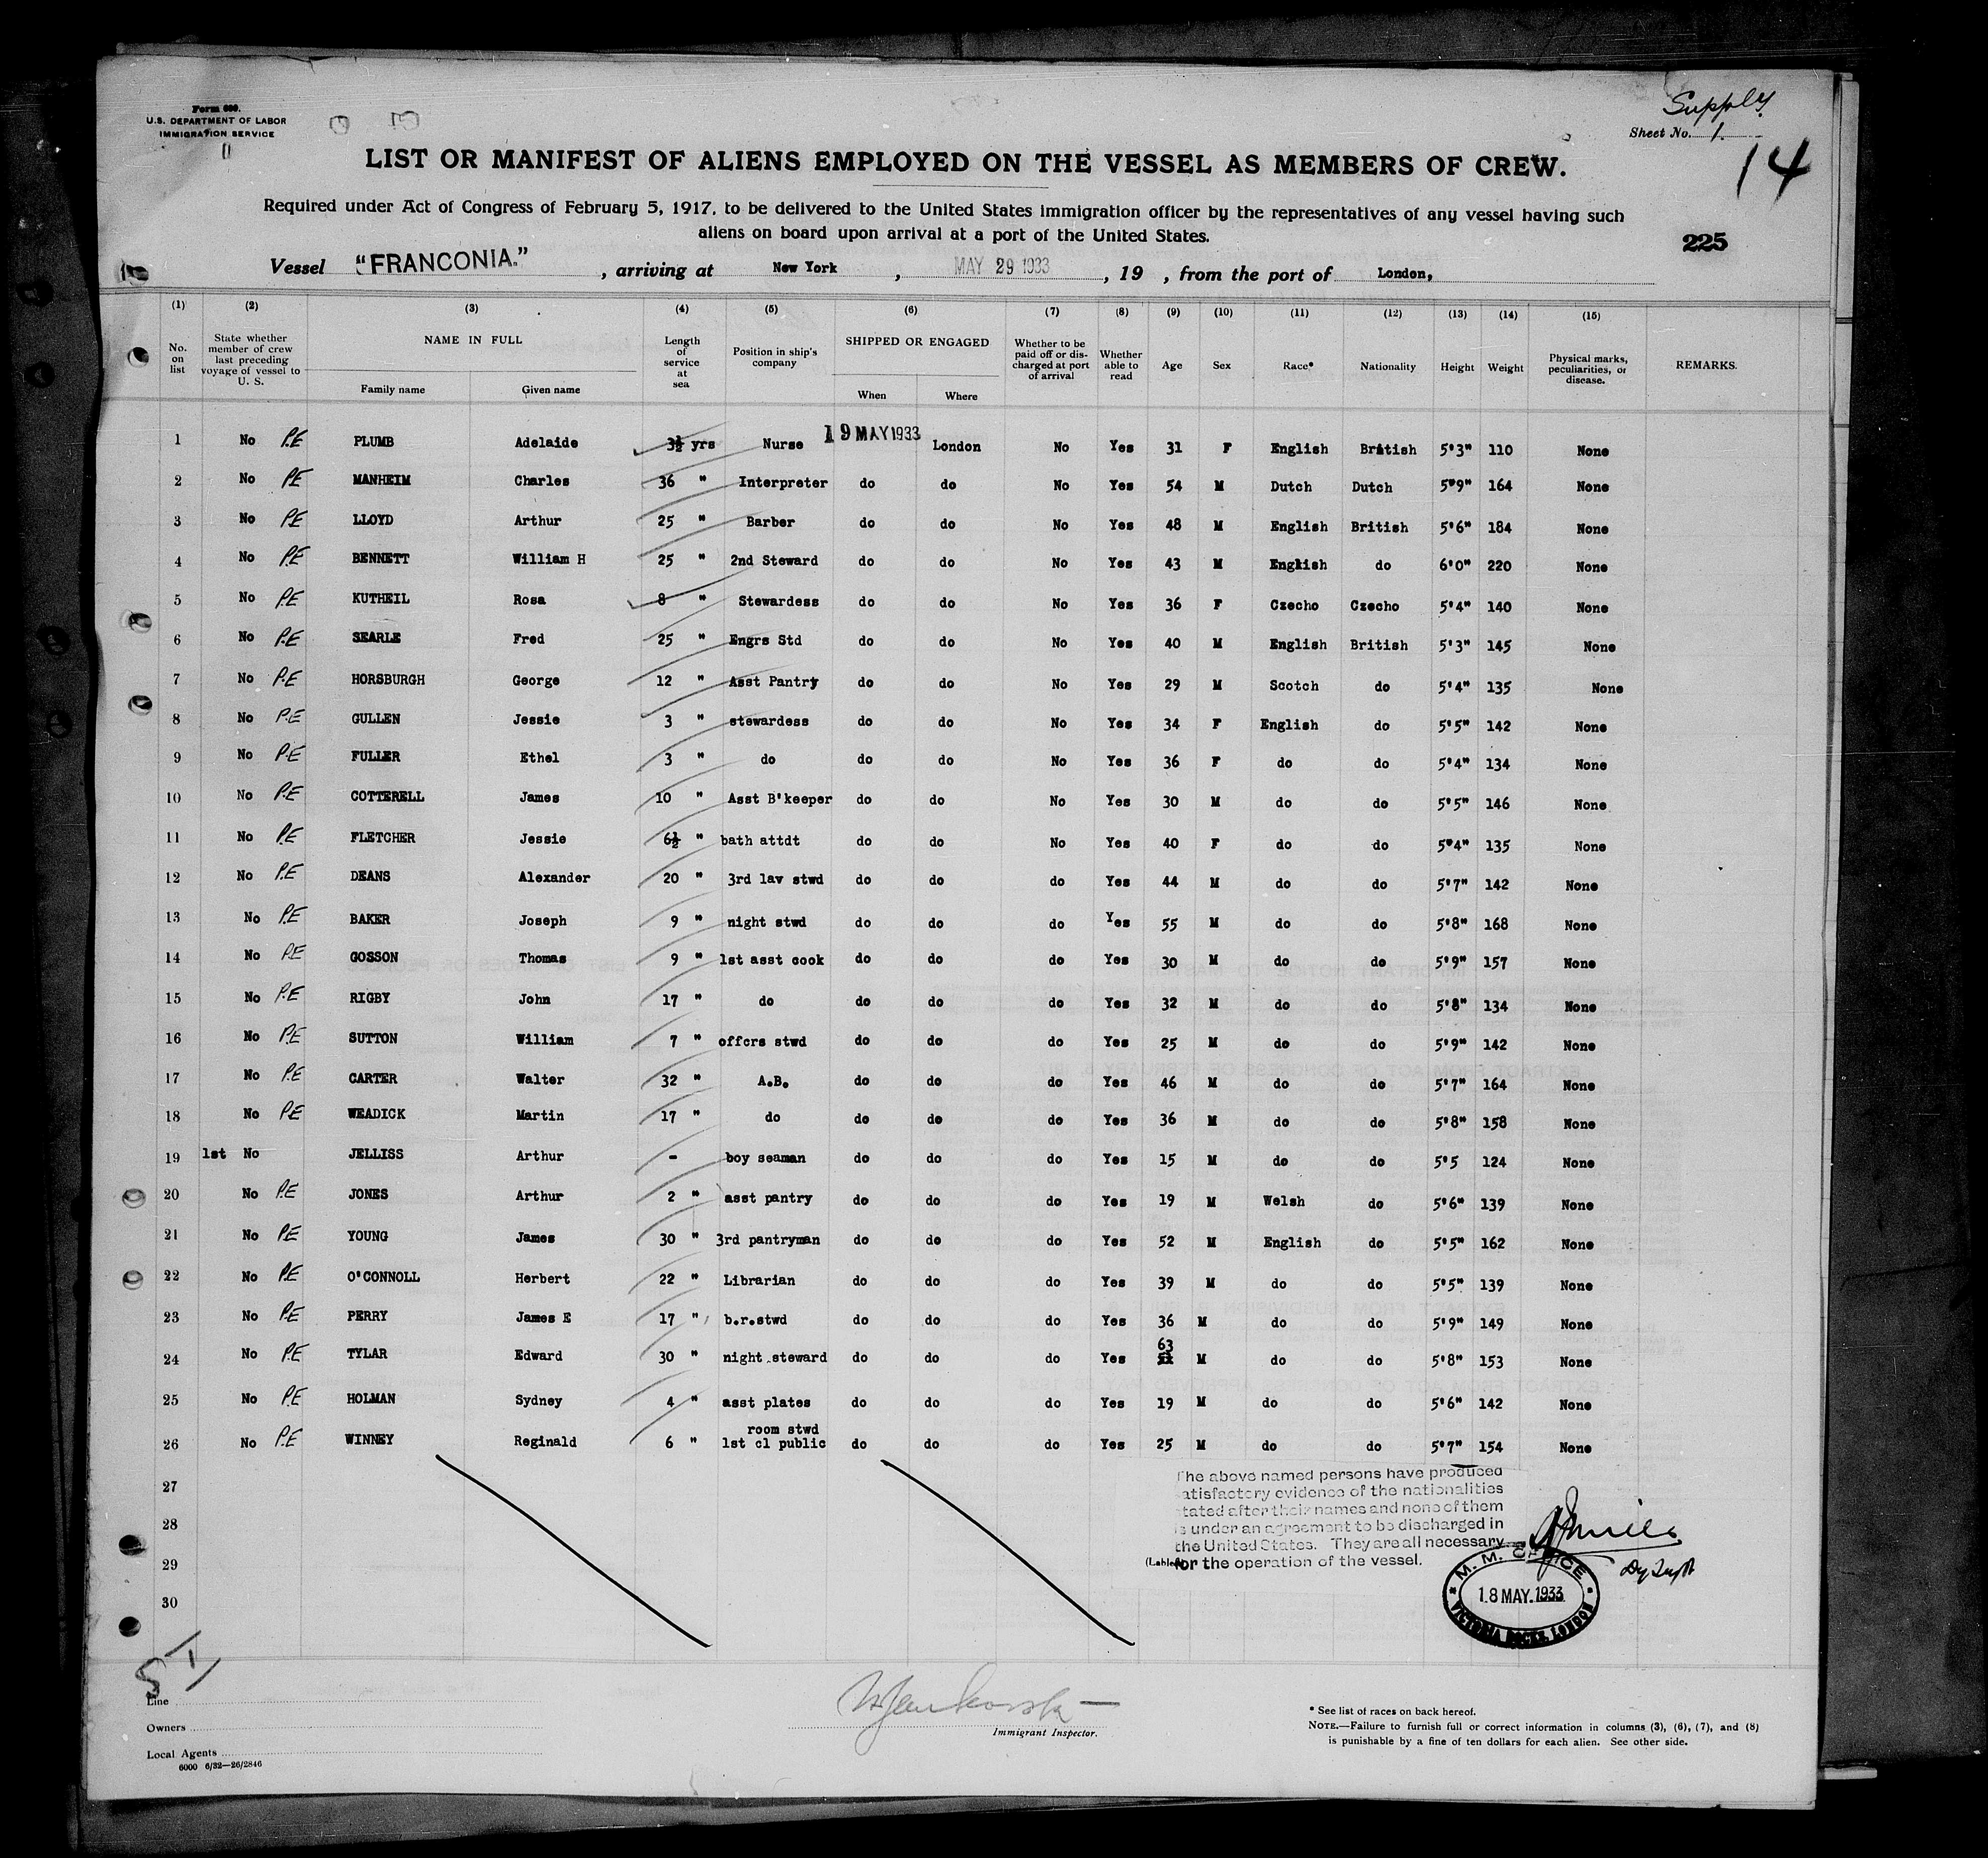 Form 600.
U.S. DEPARTMENT OF LABOR
IMMIGRATION SERVICE
Supply
Sheet No. 1.
14
LIST OR MANIFEST OF ALIENS EMPLOYED ON THE VESSEL AS MEMBERS OF CREW.
Required under Act of Congress of February 5, 1917, to be delivered to the United States immigration officer by the representatives of any vessel having such
aliens on board upon arrival at a port of the United States.
225
Vessel "FRANCONIA." , arriving at New York , MAY 29 1933 , 19 , from the port of London,
(1) (2) (3) (4) (5) (6) (7) (8) (9) (10) (11) (12) (13) (14) (15)
No. on list State whether member of crew last preceding voyage of vessel to U. S. NAME IN FULL Family name Given name Length of service at sea Position in ship's company SHIPPED OR ENGAGED When Where Whether to be paid off or discharged at port of arrival Whether able to read Age Sex Race* Nationality Height Weight Physical marks, peculiarities, or disease. REMARKS.
1 No P.E PLUMB Adelaide 3½ yrs Nurse 19 MAY 1933 London No Yes 31 F English British 5'3" 110 None
2 No P.E MANHEIM Charles 36 " Interpreter do do No Yes 54 M Dutch Dutch 5'9" 164 None
3 No P.E LLOYD Arthur 25 " Barber do do No Yes 48 M English British 5'6" 184 None
4 No P.E BENNETT William H 25 " 2nd Steward do do No Yes 43 M English do 6'0" 220 None
5 No P.E KUTHEIL Rosa 8 " Stewardess do do No Yes 36 F Czecho Czecho 5'4" 140 None
6 No P.E SEARLE Fred 25 " Engrs Std do do No Yes 40 M English British 5'3" 145 None
7 No P.E HORSBURGH George 12 " Asst Pantry do do No Yes 29 M Scotch do 5'4" 135 None
8 No P.E GULLEN Jessie 3 " stewardess do do No Yes 34 F English do 5'5" 142 None
9 No P.E FULLER Ethel 3 " do do do No Yes 36 F do do 5'4" 134 None
10 No P.E COTTERELL James 10 " Asst B'keeper do do No Yes 30 M do do 5'5" 146 None
11 No P.E FLETCHER Jessie 6½ " bath attdt do do No Yes 40 F do do 5'4" 135 None
12 No P.E DEANS Alexander 20 " 3rd lav stwd do do do Yes 44 M do do 5'7" 142 None
13 No P.E BAKER Joseph 9 " night stwd do do do Yes 55 M do do 5'8" 168 None
14 No P.E GOSSON Thomas 9 " 1st asst cook do do do Yes 30 M do do 5'9" 157 None
15 No P.E RIGBY John 17 " do do do do Yes 32 M do do 5'8" 134 None
16 No P.E SUTTON William 7 " offcrs stwd do do do Yes 25 M do do 5'9" 142 None
17 No P.E CARTER Walter 32 " A.B. do do do Yes 46 M do do 5'7" 164 None
18 No P.E WEADICK Martin 17 " do do do do Yes 36 M do do 5'8" 158 None
19 1st No JELLISS Arthur - boy seaman do do do Yes 15 M do do 5'5 124 None
20 No P.E JONES Arthur 2 " asst pantry do do do Yes 19 M Welsh do 5'6" 139 None
21 No P.E YOUNG James 30 " 3rd pantryman do do do Yes 52 M English do 5'5" 162 None
22 No P.E O'CONNOLL Herbert 22 " Librarian do do do Yes 39 M do do 5'5" 139 None
23 No P.E PERRY James E 17 " b.r.stwd do do do Yes 36 M do do 5'9" 149 None
24 No P.E TYLAR Edward 30 " night steward do do do Yes 63 M do do 5'8" 153 None
25 No P.E HOLMAN Sydney 4 " asst plates do do do Yes 19 M do do 5'6" 142 None
room stwd
26 No P.E WINNEY Reginald 6 " 1st cl public do do do Yes 25 M do do 5'7" 154 None
27
28
29
30
The above named persons have produced
satisfactory evidence of the nationalities
stated after their names and none of them
is under an agreement to be discharged in
the United States. They are all necessary
for the operation of the vessel.
M. M. OFFICE
18 MAY. 1933
VICTORIA DOCKS, LONDON
Line
Owners
Local Agents
6000 6/32—26/2846
Immigrant Inspector.
* See list of races on back hereof.
NOTE.—Failure to furnish full or correct information in columns (3), (6), (7), and (8)
is punishable by a fine of ten dollars for each alien. See other side.